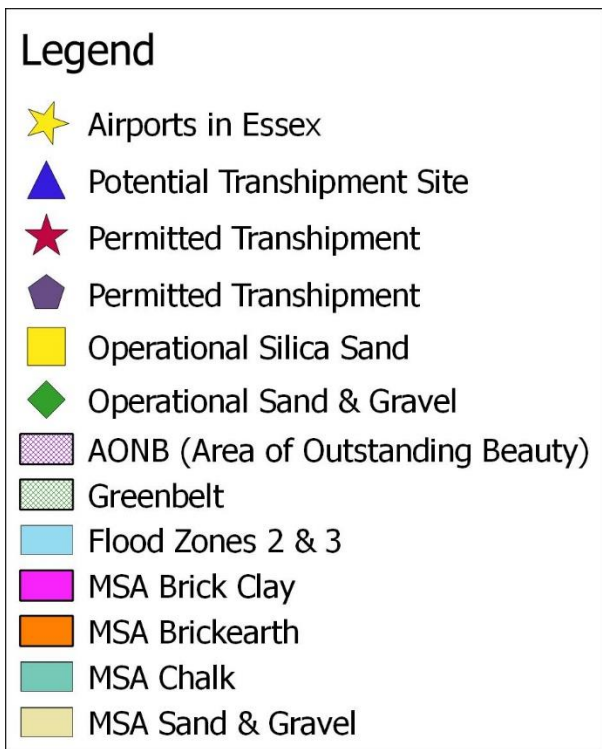 Legend
Airports in Essex
Potential Transhipment Site
Permitted Transhipment
Permitted Transhipment
Operational Silica Sand
Operational Sand & Gravel
AONB (Area of Outstanding Beauty)
Greenbelt
Flood Zones 2 & 3
MSA Brick Clay
MSA Brickearth
MSA Chalk
MSA Sand & Gravel